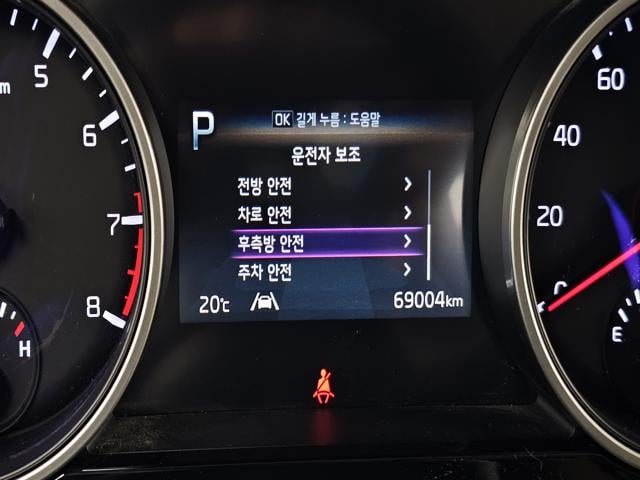 P
OK 길게 누름 : 도움말
운전자 보조
전방 안전
차로 안전
후측방 안전
주차 안전
20℃
69004km
5
6
7
8
H
60
40
20
0
E